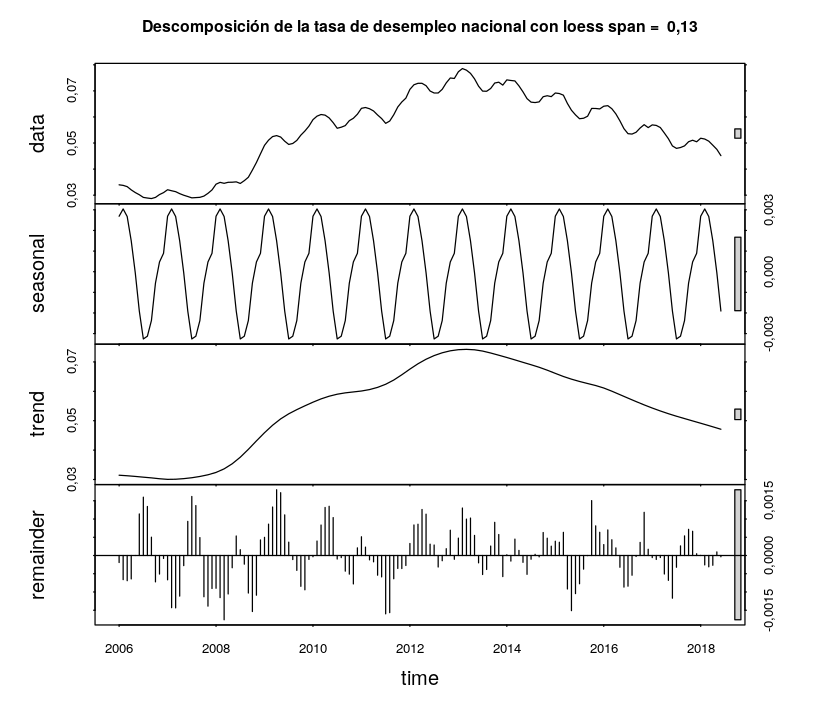 Descomposición de la tasa de desempleo nacional con loess span = 0,13
data
0,03 0,05 0,07
seasonal
-0,003 0,000 0,003
trend
0,03 0,05 0,07
remainder
-0,0015 0,0000 0,0015
2006 2008 2010 2012 2014 2016 2018
time